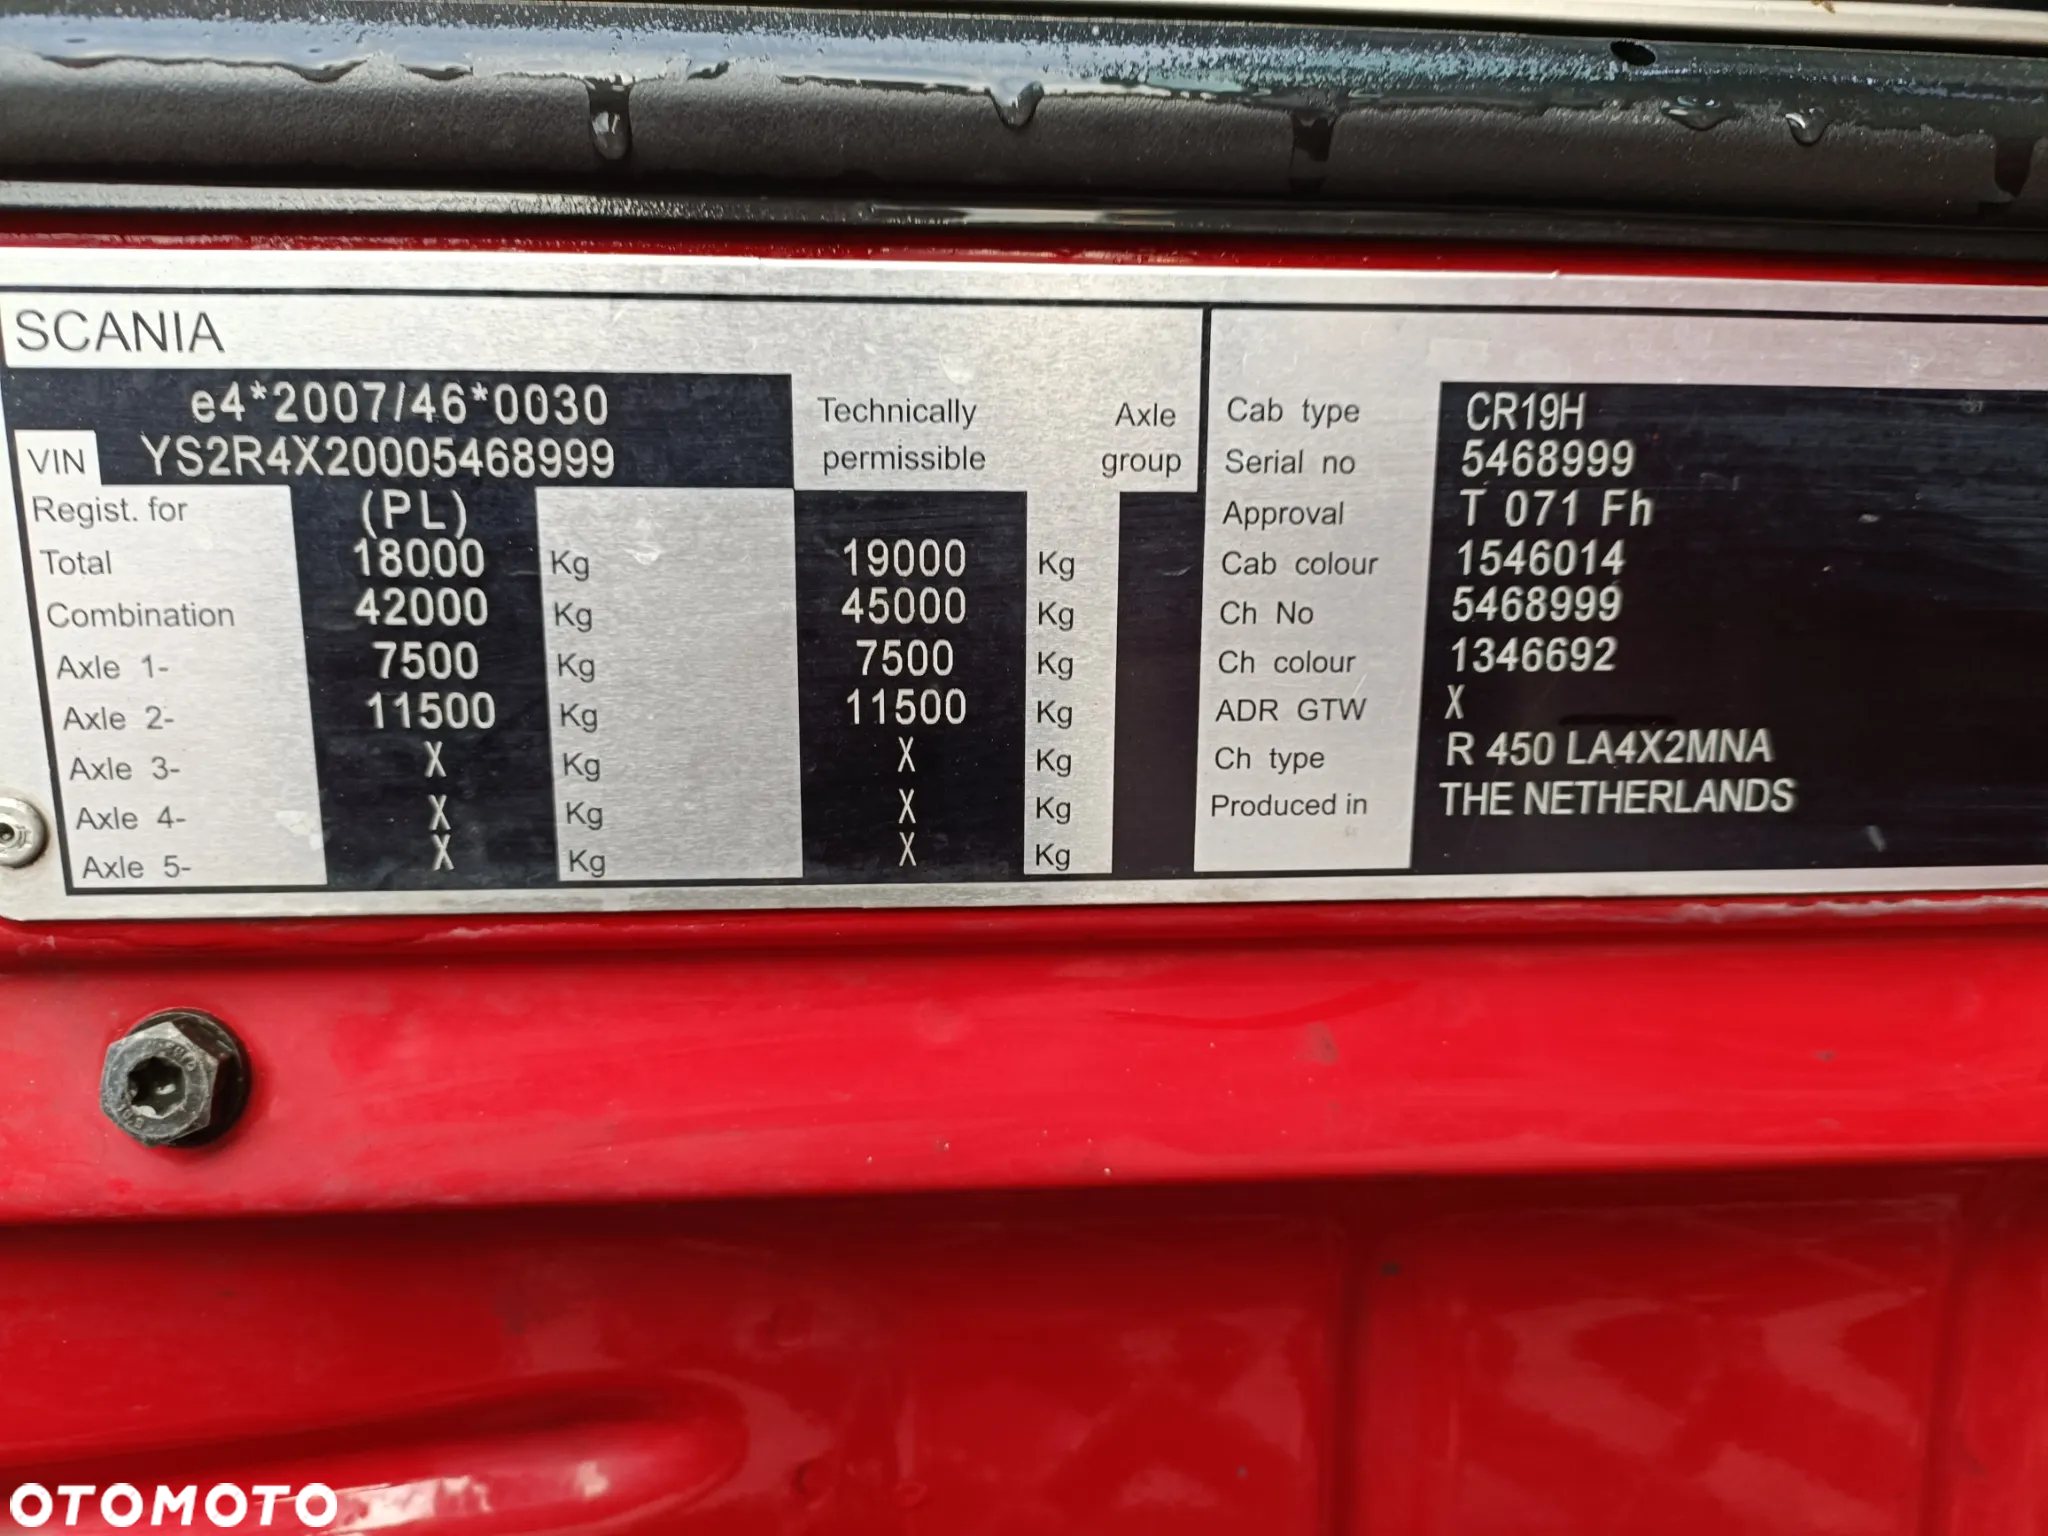 SCANIA
e4*2007/46*0030
VIN YS2R4X20005468999
Technically permissible
Axle group
Regist. for (PL)
Total 18000 Kg 19000 Kg
Combination 42000 Kg 45000 Kg
Axle 1- 7500 Kg 7500 Kg
Axle 2- 11500 Kg 11500 Kg
Axle 3- X Kg X Kg
Axle 4- X Kg X Kg
Axle 5- X Kg X Kg
Cab type CR19H
Serial no 5468999
Approval T 071 Fh
Cab colour 1546014
Ch No 5468999
Ch colour 1346692
ADR GTW X
Ch type R 450 LA4X2MNA
Produced in THE NETHERLANDS
OTOMOTO